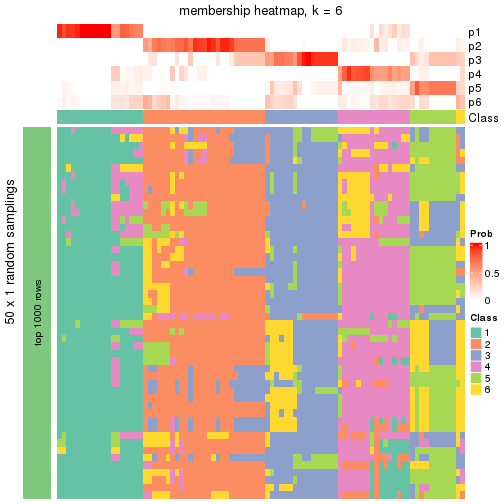 membership heatmap, k = 6
p1
p2
p3
p4
p5
p6
Class
50 x 1 random samplings
top 1000 rows
Prob
1
0.5
0
Class
1
2
3
4
5
6